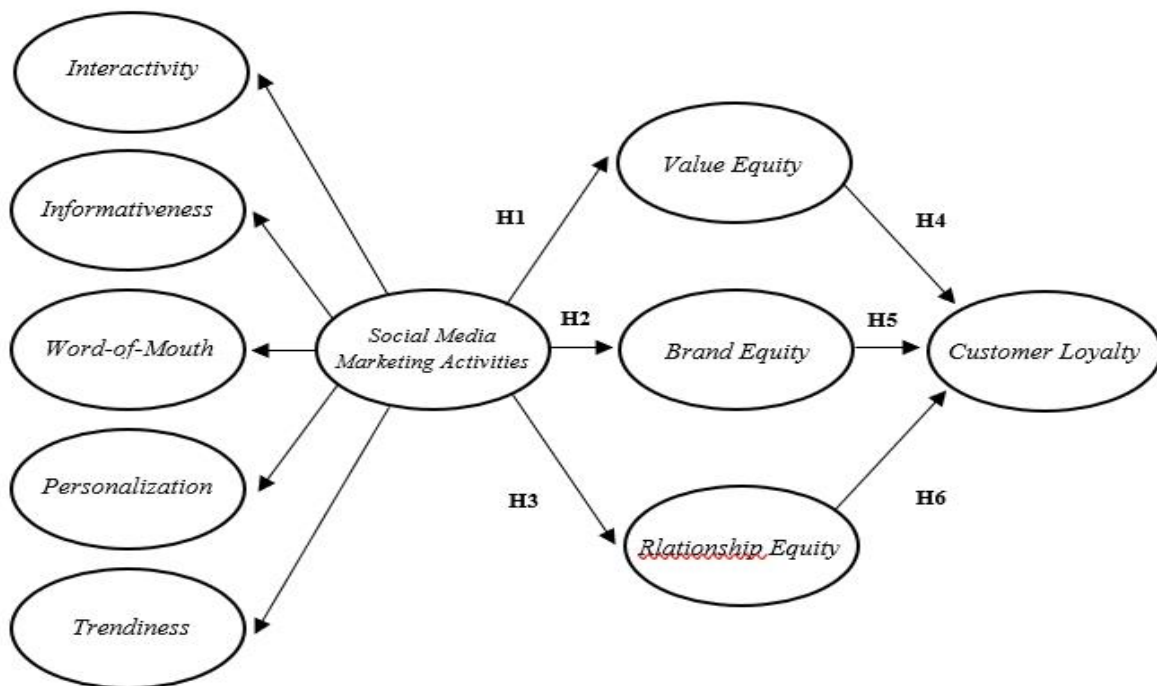 Interactivity
Informativeness
Word-of-Mouth
Personalization
Trendiness
Social Media
Marketing Activities
H1
H2
H3
Value Equity
Brand Equity
Rlationship Equity
H4
H5
H6
Customer Loyalty